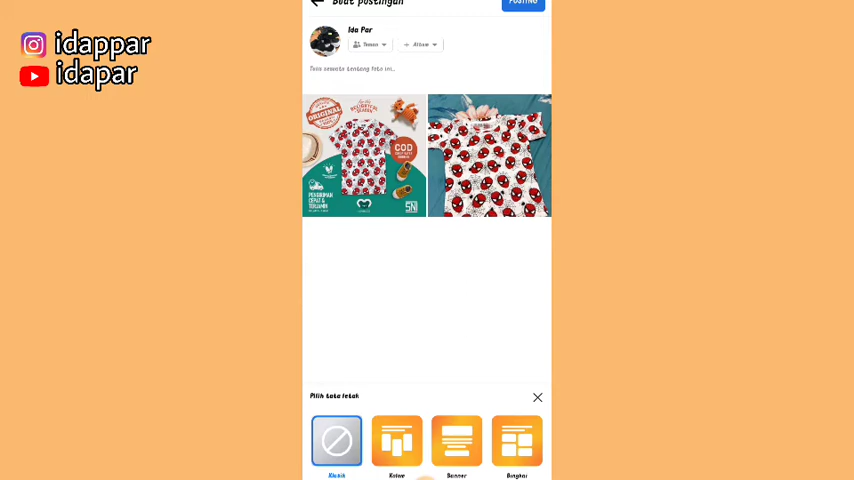 idappar
idapar
Buat postingan
POSTING
Ida Par
Teman
Album
Tulis sesuatu tentang foto ini...
ORIGINAL
COD
PENGIRIMAN
CEPAT &
TERJAMIN
SNI
Pilih tata letak
Klasik
Kolom
Banner
Bingkai